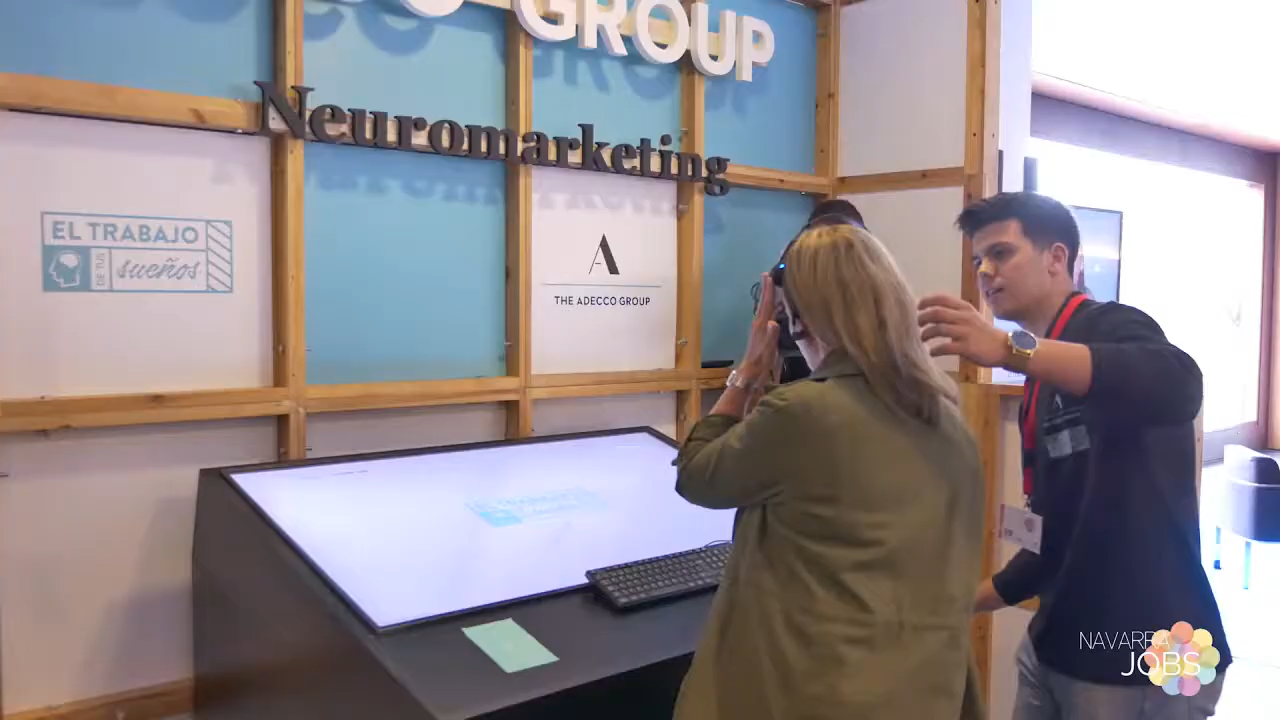 GROUP
Neuromarketing
EL TRABAJO
DE TUS
sueños
THE ADECCO GROUP
NAVARRA
JOBS